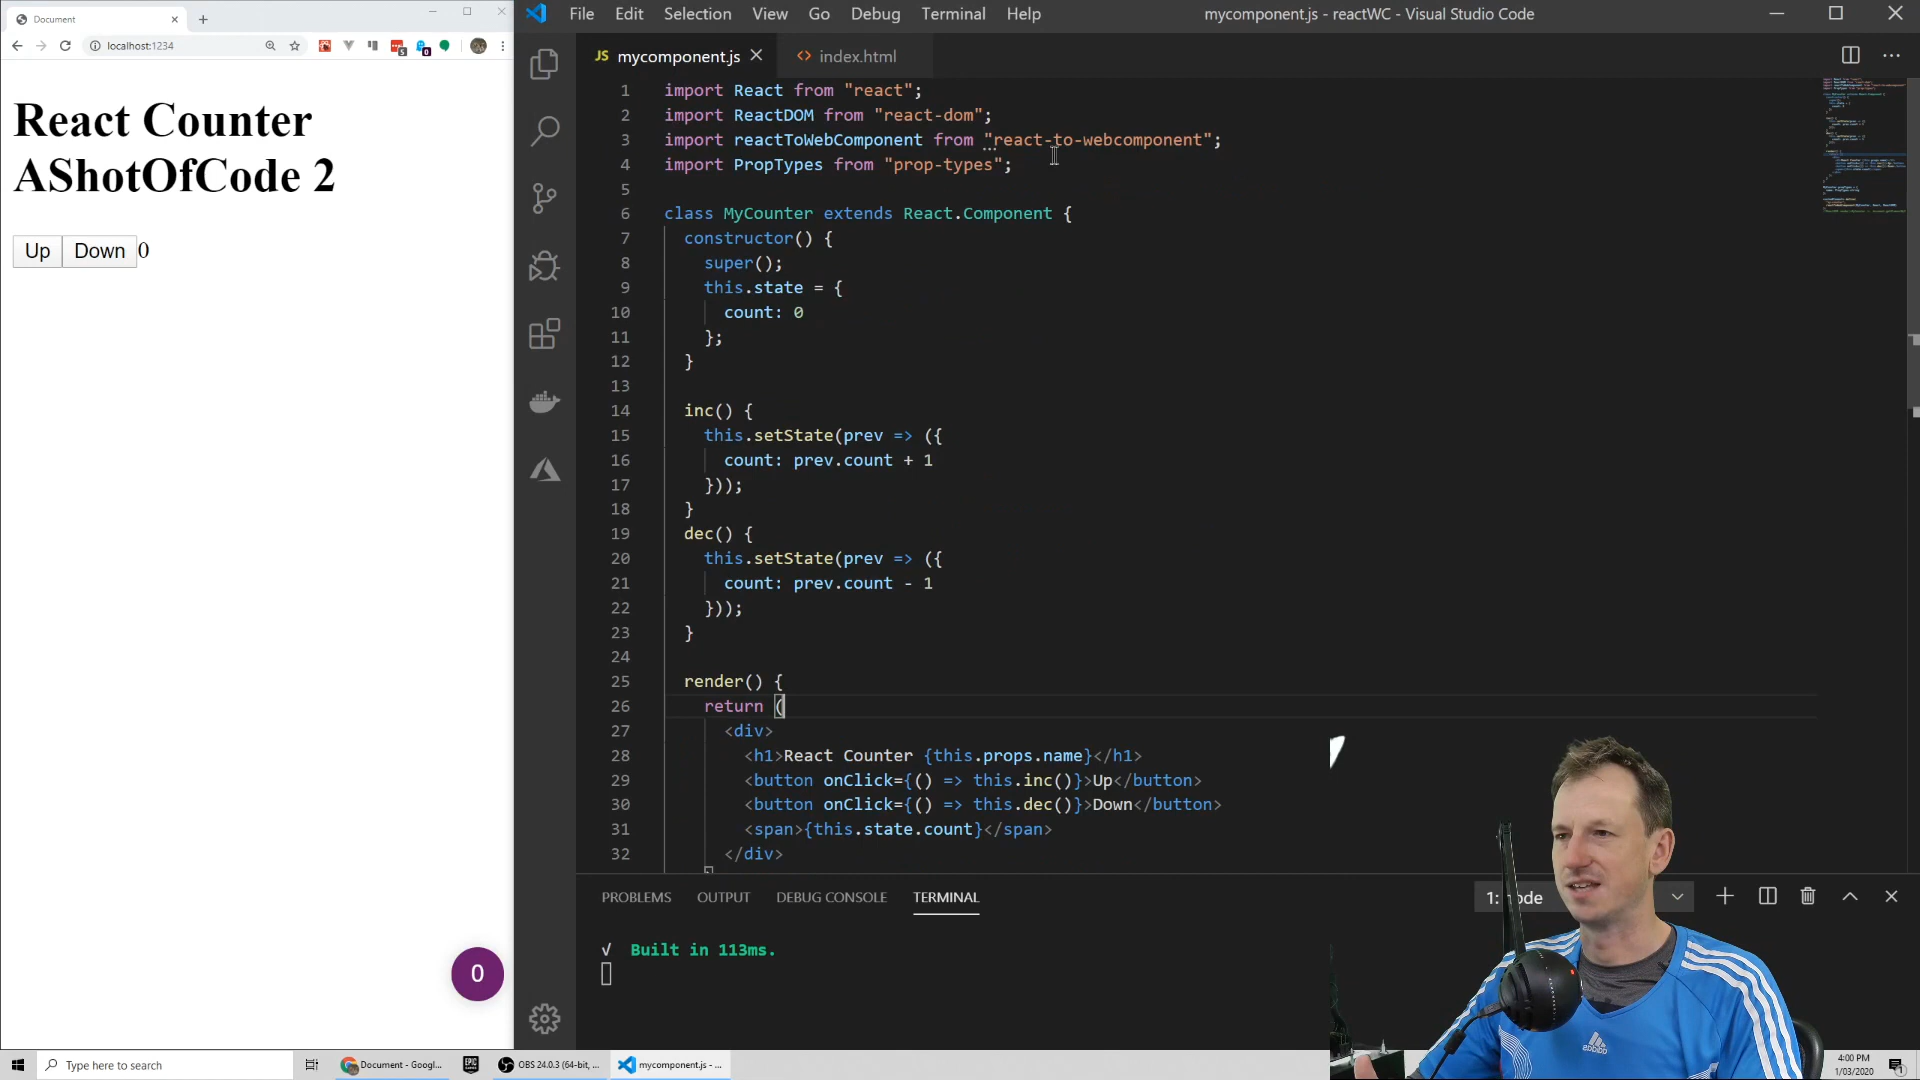 Document
localhost:1234
React Counter
AShotOfCode 2
Up Down 0
0
File Edit Selection View Go Debug Terminal Help
mycomponent.js - reactWC - Visual Studio Code
JS mycomponent.js
<> index.html
1 import React from "react";
2 import ReactDOM from "react-dom";
3 import reactToWebComponent from "react-to-webcomponent";
4 import PropTypes from "prop-types";
5
6 class MyCounter extends React.Component {
7 constructor() {
8 super();
9 this.state = {
10 count: 0
11 };
12 }
13
14 inc() {
15 this.setState(prev => ({
16 count: prev.count + 1
17 }));
18 }
19 dec() {
20 this.setState(prev => ({
21 count: prev.count - 1
22 }));
23 }
24
25 render() {
26 return (
27 <div>
28 <h1>React Counter {this.props.name}</h1>
29 <button onClick={() => this.inc()}>Up</button>
30 <button onClick={() => this.dec()}>Down</button>
31 <span>{this.state.count}</span>
32 </div>
PROBLEMS OUTPUT DEBUG CONSOLE TERMINAL
1: node
√ Built in 113ms.
adidas
Type here to search
Document - Googl...
EPIC
OBS 24.0.3 (64-bit, ...
mycomponent.js - ...
4:00 PM
1/03/2020